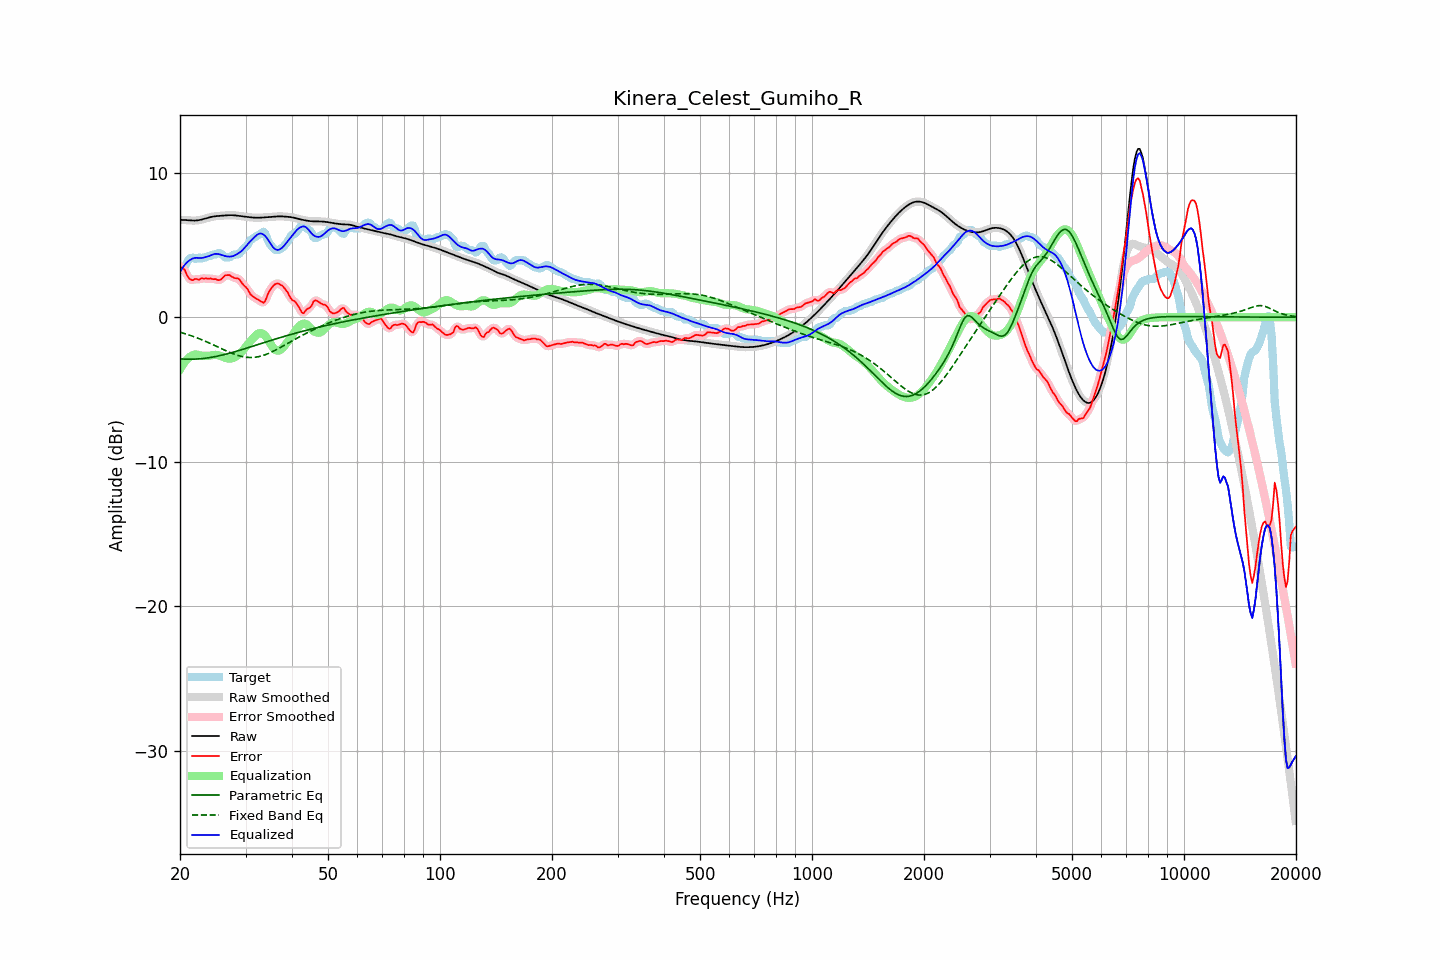 Kinera_Celest_Gumiho_R
10
0
−10
−20
−30
Amplitude (dBr)
Target
Raw Smoothed
Error Smoothed
Raw
Error
Equalization
Parametric Eq
Fixed Band Eq
Equalized
20 50 100 200 500 1000 2000 5000 10000 20000
Frequency (Hz)